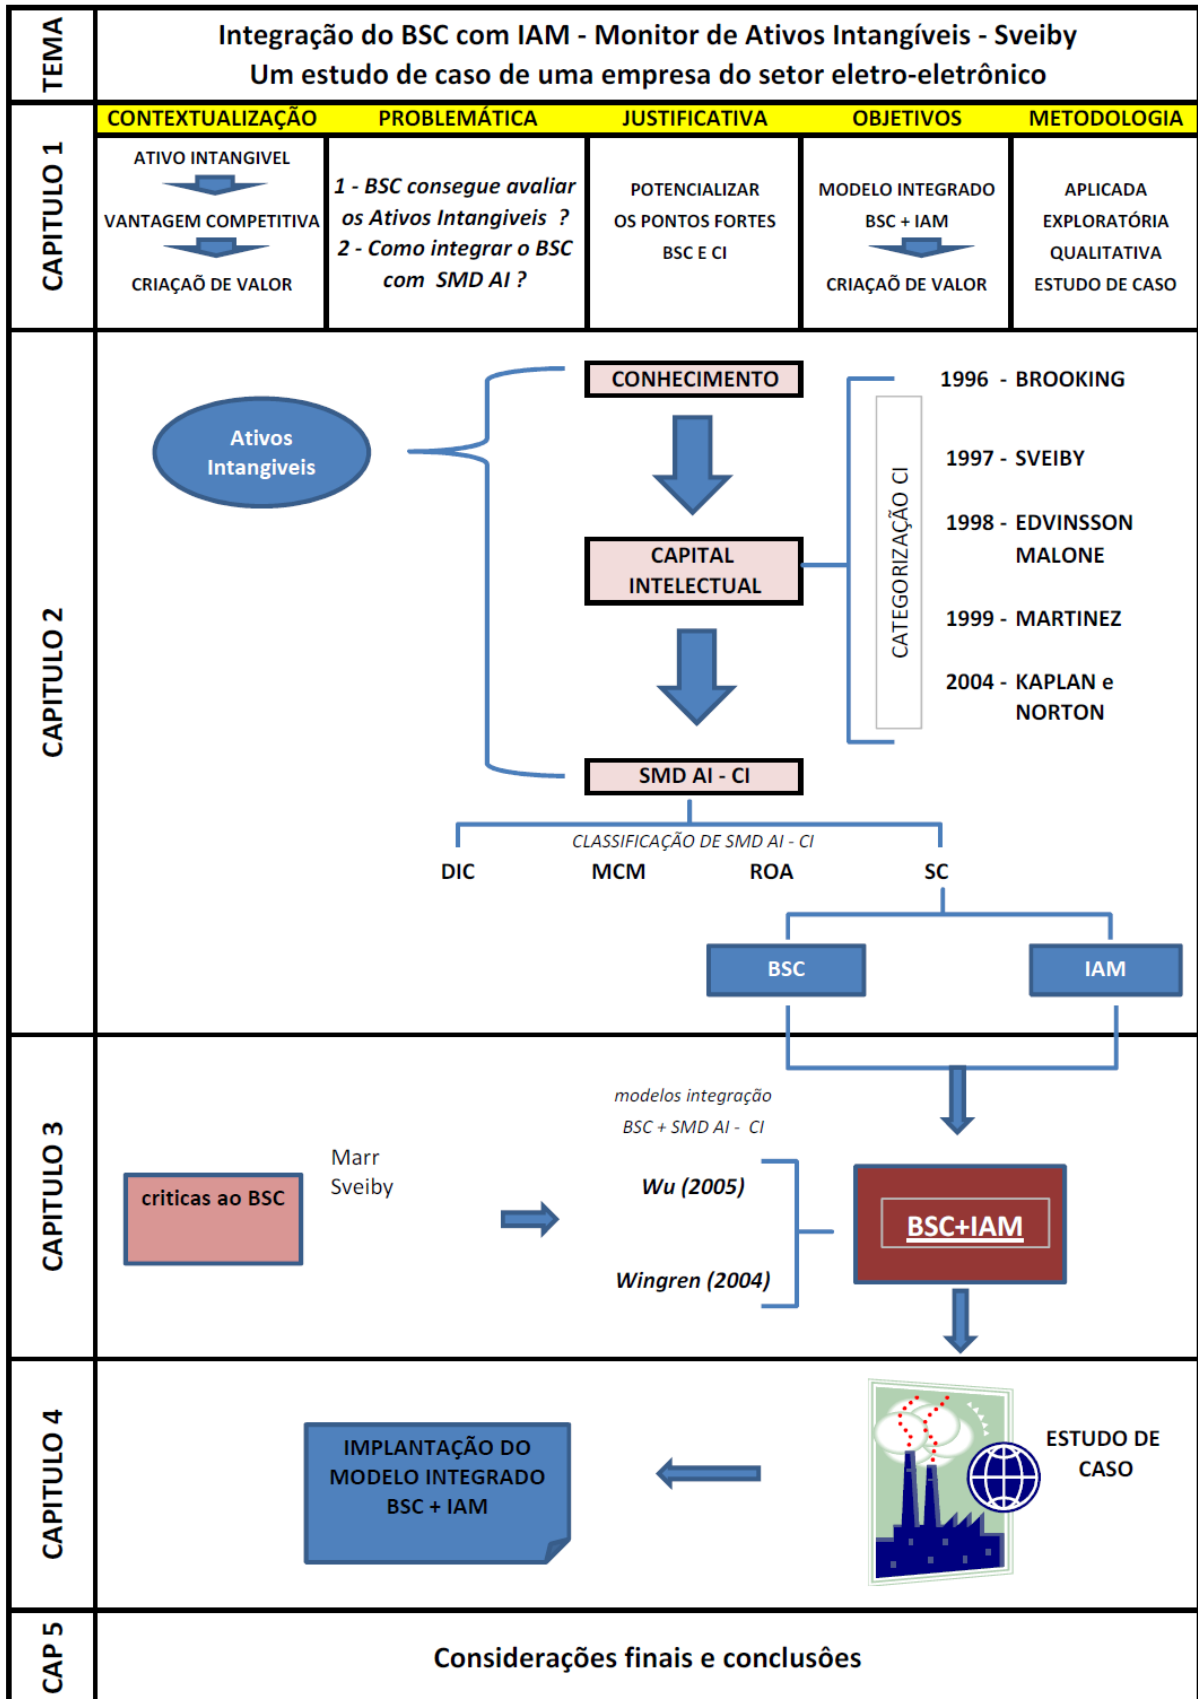 TEMA
Integração do BSC com IAM - Monitor de Ativos Intangíveis - Sveiby
Um estudo de caso de uma empresa do setor eletro-eletrônico
CAPITULO 1
CONTEXTUALIZAÇÃO
ATIVO INTANGIVEL
VANTAGEM COMPETITIVA
CRIAÇAÕ DE VALOR
PROBLEMÁTICA
1 - BSC consegue avaliar
os Ativos Intangiveis ?
2 - Como integrar o BSC
com SMD AI ?
JUSTIFICATIVA
POTENCIALIZAR
OS PONTOS FORTES
BSC E CI
OBJETIVOS
MODELO INTEGRADO
BSC + IAM
CRIAÇAÕ DE VALOR
METODOLOGIA
APLICADA
EXPLORATÓRIA
QUALITATIVA
ESTUDO DE CASO
CAPITULO 2
Ativos
Intangiveis
CONHECIMENTO
CAPITAL
INTELECTUAL
SMD AI - CI
CATEGORIZAÇÃO CI
1996 - BROOKING
1997 - SVEIBY
1998 - EDVINSSON
MALONE
1999 - MARTINEZ
2004 - KAPLAN e
NORTON
CLASSIFICAÇÃO DE SMD AI - CI
DIC
MCM
ROA
SC
BSC
IAM
CAPITULO 3
criticas ao BSC
Marr
Sveiby
modelos integração
BSC + SMD AI - CI
Wu (2005)
Wingren (2004)
BSC+IAM
CAPITULO 4
IMPLANTAÇÃO DO
MODELO INTEGRADO
BSC + IAM
ESTUDO DE
CASO
CAP 5
Considerações finais e conclusôes